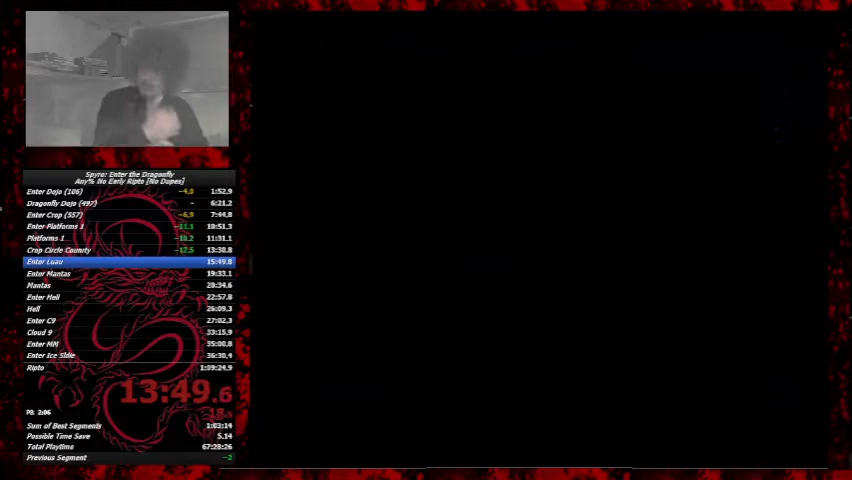 Spyro: Enter the Dragonfly
Any% No Early Ripto [No Dupes]
Enter Dojo (106) -4.0 1:52.9
Dragonfly Dojo (497) - 6:21.2
Enter Crop (557) -6.9 7:44.8
Enter Platforms 1 -11.1 10:51.3
Platforms 1 -10.2 11:31.1
Crop Circle Country -12.5 13:30.8
Enter Luau 15:49.8
Enter Mantas 19:33.1
Mantas 20:34.6
Enter Hell 22:57.8
Hell 26:09.3
Enter C9 27:02.3
Cloud 9 33:15.9
Enter MM 35:00.8
Enter Ice Sldie 36:30.4
Ripto 1:09:24.9
13:49.6
PB: 2:06
Sum of Best Segments 1:03:14
Possible Time Save 5.14
Total Playtime 67:28:26
Previous Segment -2